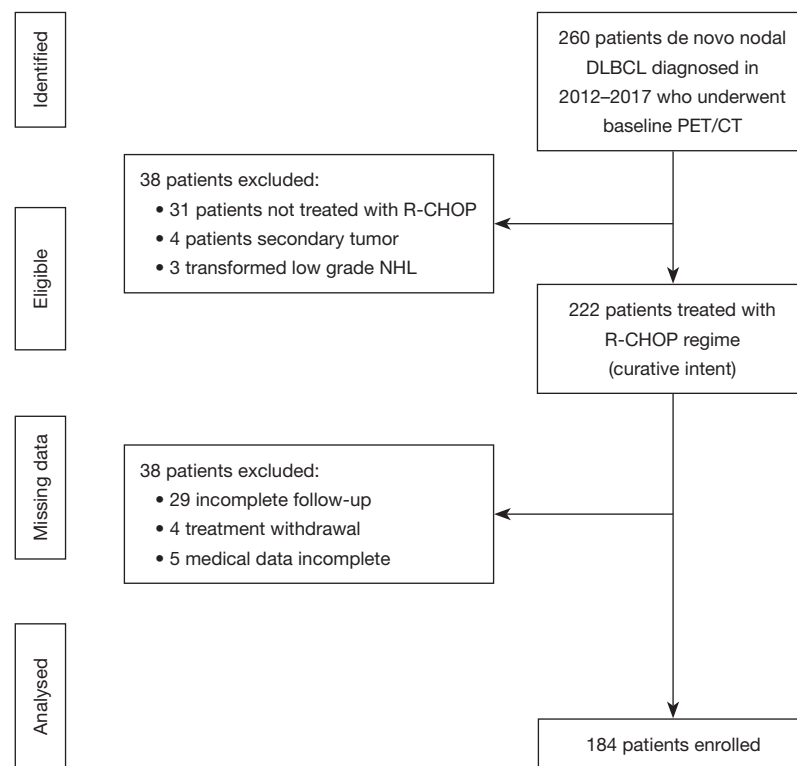 Identified
260 patients de novo nodal
DLBCL diagnosed in
2012–2017 who underwent
baseline PET/CT
38 patients excluded:
• 31 patients not treated with R-CHOP
• 4 patients secondary tumor
• 3 transformed low grade NHL
Eligible
222 patients treated with
R-CHOP regime
(curative intent)
Missing data
38 patients excluded:
• 29 incomplete follow-up
• 4 treatment withdrawal
• 5 medical data incomplete
Analysed
184 patients enrolled